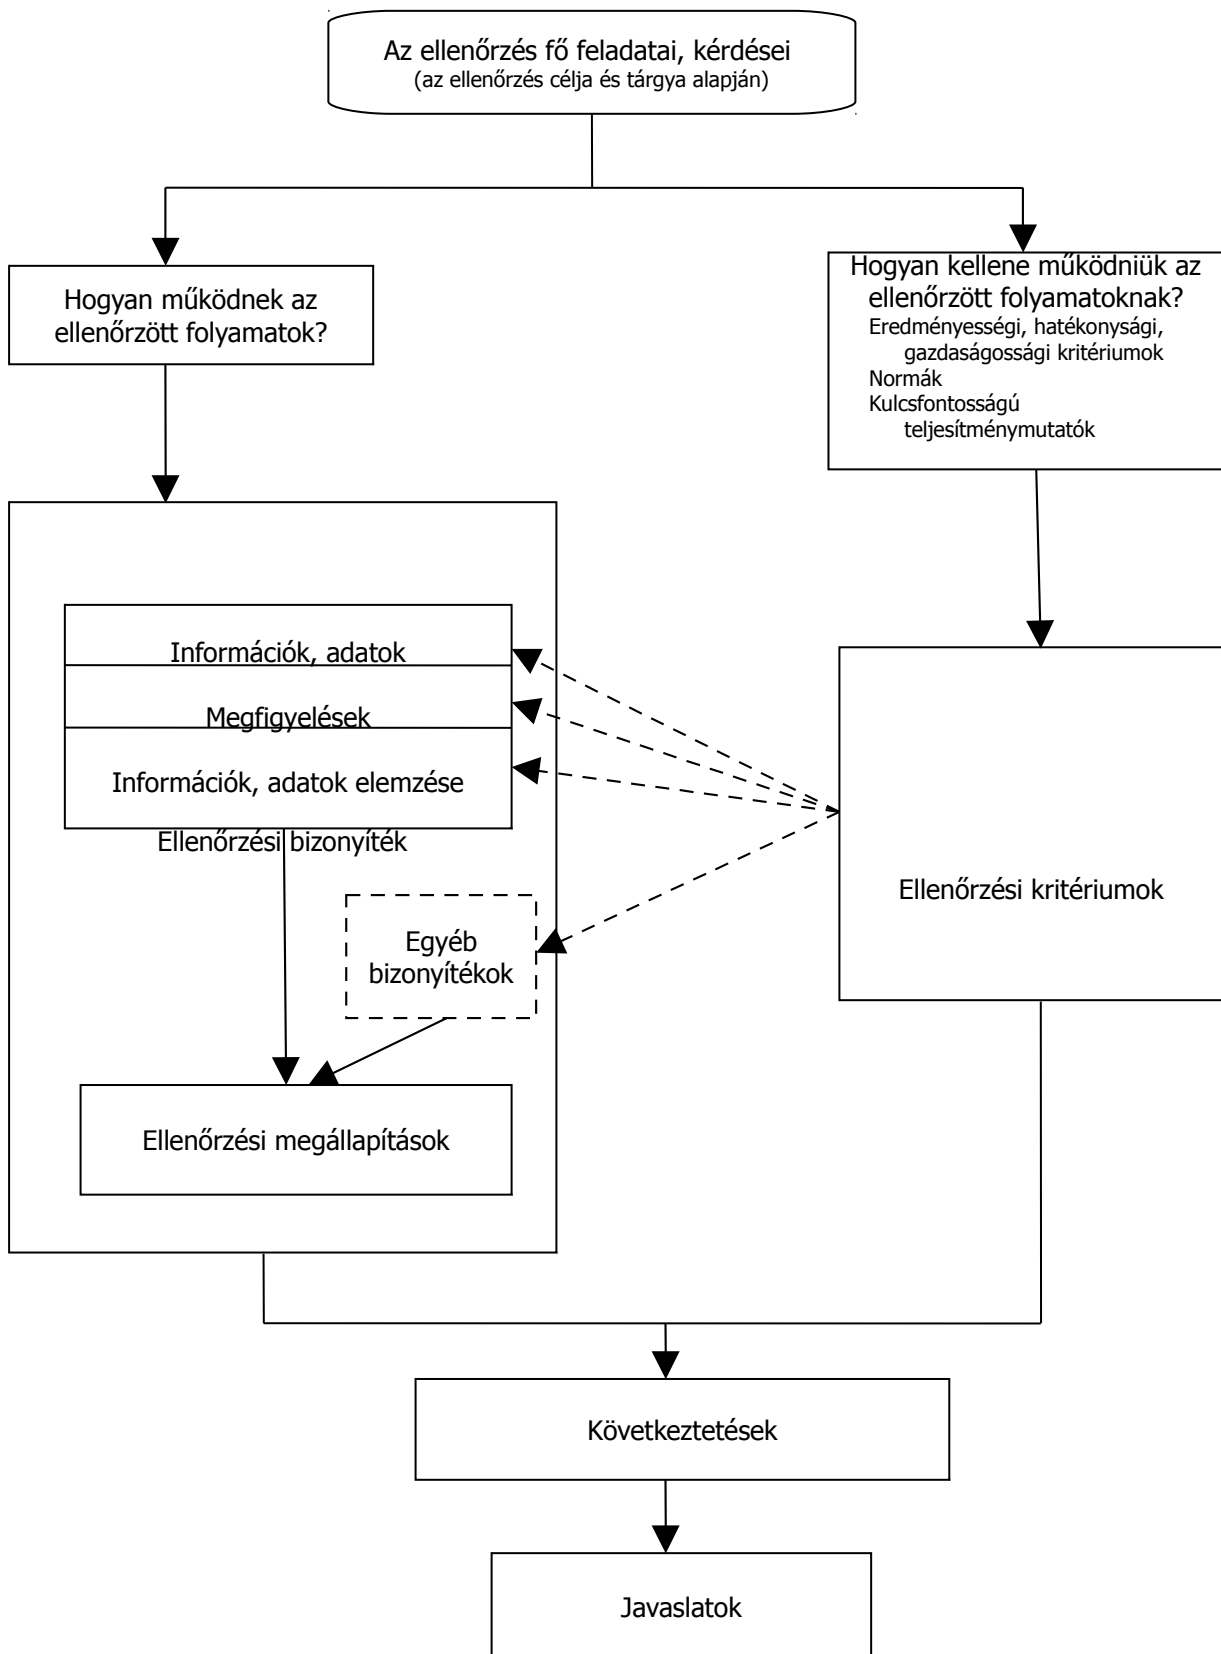 Az ellenőrzés fő feladatai, kérdései
(az ellenőrzés célja és tárgya alapján)
Hogyan működnek az
ellenőrzött folyamatok?
Hogyan kellene működniük az
ellenőrzött folyamatoknak?
Eredményességi, hatékonysági,
gazdaságossági kritériumok
Normák
Kulcsfontosságú
teljesítménymutatók
Információk, adatok
Megfigyelések
Információk, adatok elemzése
Ellenőrzési bizonyíték
Egyéb
bizonyítékok
Ellenőrzési kritériumok
Ellenőrzési megállapítások
Következtetések
Javaslatok